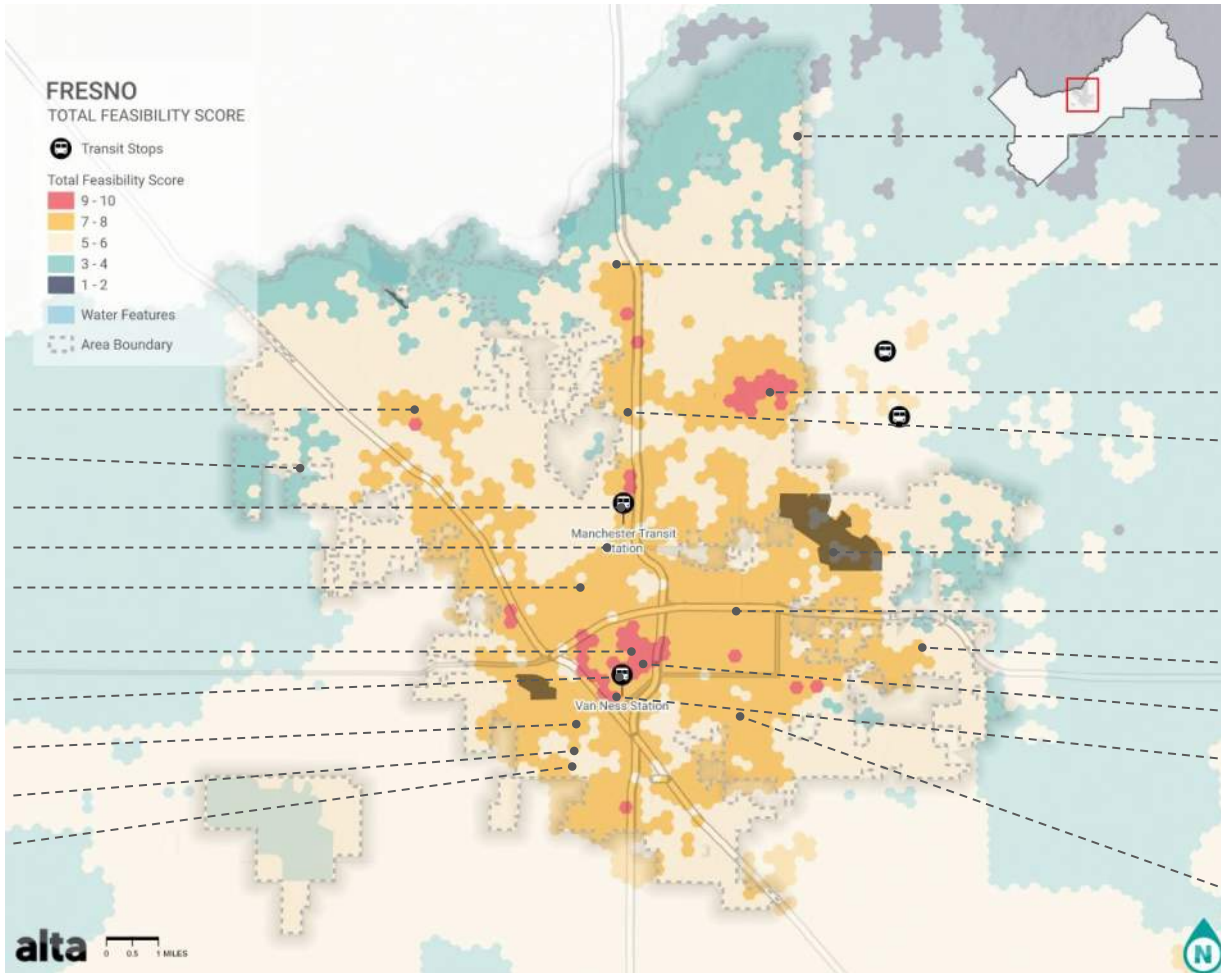 FRESNO
TOTAL FEASIBILITY SCORE
Transit Stops
Total Feasibility Score
9 - 10
7 - 8
5 - 6
3 - 4
1 - 2
Water Features
Area Boundary
Manchester Transit
Station
Van Ness Station
alta
0 0.5 1 MILES
N